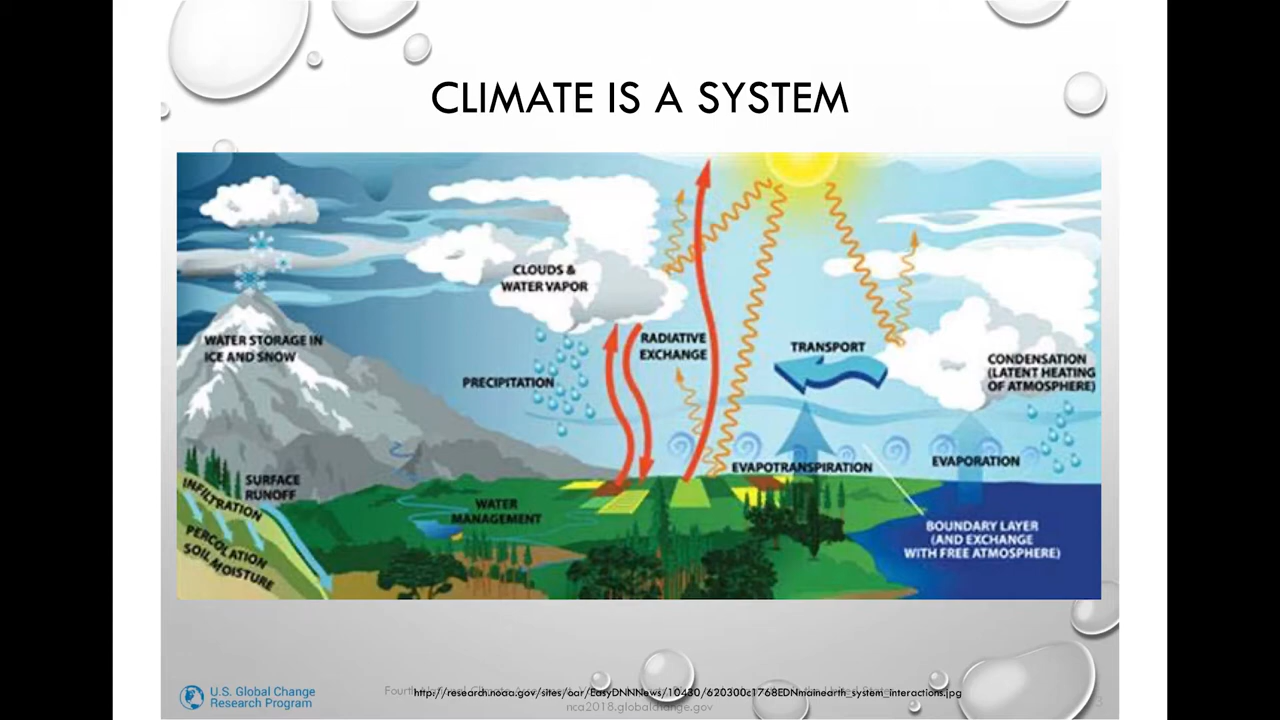 CLIMATE IS A SYSTEM
CLOUDS &
WATER VAPOR
WATER STORAGE IN
ICE AND SNOW
RADIATIVE
EXCHANGE
TRANSPORT
CONDENSATION
(LATENT HEATING
OF ATMOSPHERE)
PRECIPITATION
EVAPOTRANSPIRATION
EVAPORATION
SURFACE
RUNOFF
INFILTRATION
PERCOLATION
SOIL MOISTURE
WATER
MANAGEMENT
BOUNDARY LAYER
(AND EXCHANGE
WITH FREE ATMOSPHERE)
U.S. Global Change
Research Program
http://research.noaa.gov/sites/oar/EasyDNNNews/10430/620300c1768EDNmainearth_system_interactions.jpg
nca2018.globalchange.gov
3